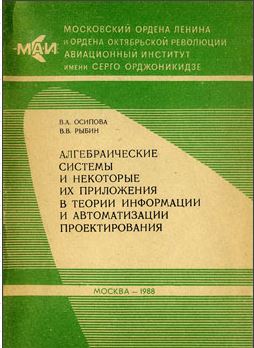 МАИ
МОСКОВСКИЙ ОРДЕНА ЛЕНИНА
И ОРДЕНА ОКТЯБРЬСКОЙ РЕВОЛЮЦИИ
АВИАЦИОННЫЙ ИНСТИТУТ
ИМЕНИ СЕРГО ОРДЖОНИКИДЗЕ
В.А. ОСИПОВА
В.В. РЫБИН
АЛГЕБРАИЧЕСКИЕ
СИСТЕМЫ
И НЕКОТОРЫЕ
ИХ ПРИЛОЖЕНИЯ
В ТЕОРИИ ИНФОРМАЦИИ
И АВТОМАТИЗАЦИИ
ПРОЕКТИРОВАНИЯ
МОСКВА – 1988